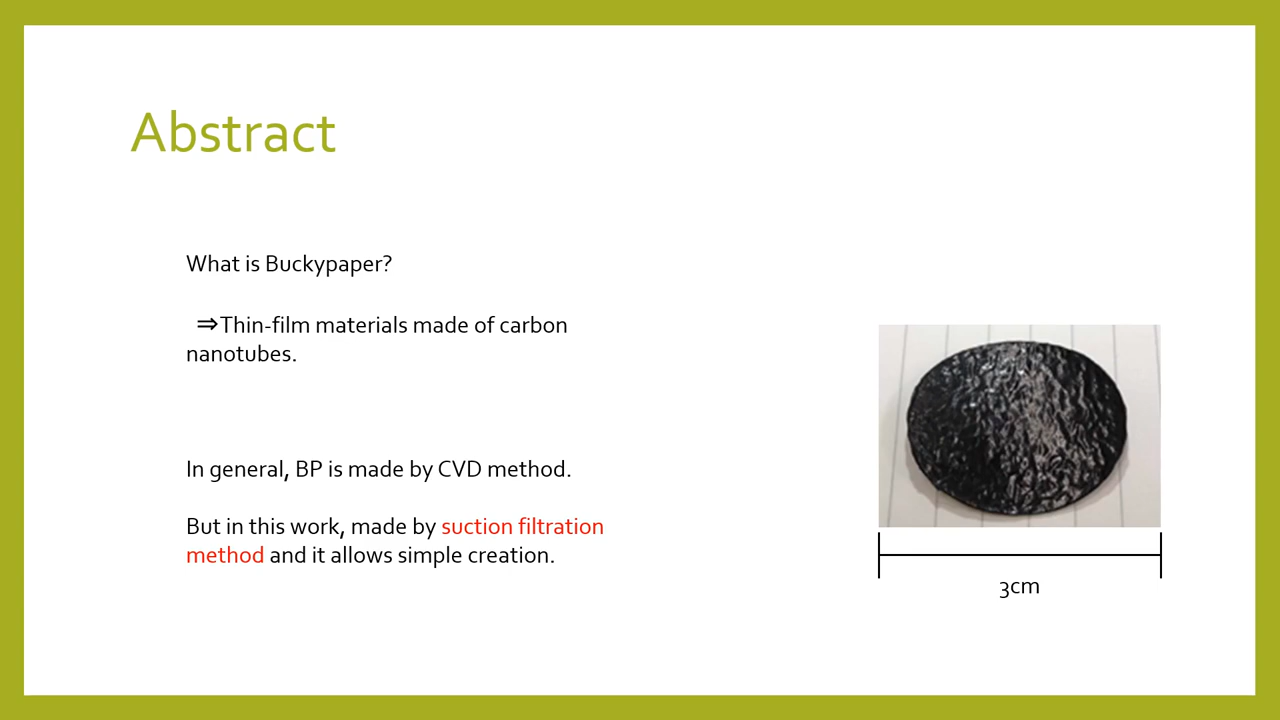 Abstract
What is Buckypaper?
⇒Thin-film materials made of carbon
nanotubes.
In general, BP is made by CVD method.
But in this work, made by suction filtration
method and it allows simple creation.
3cm